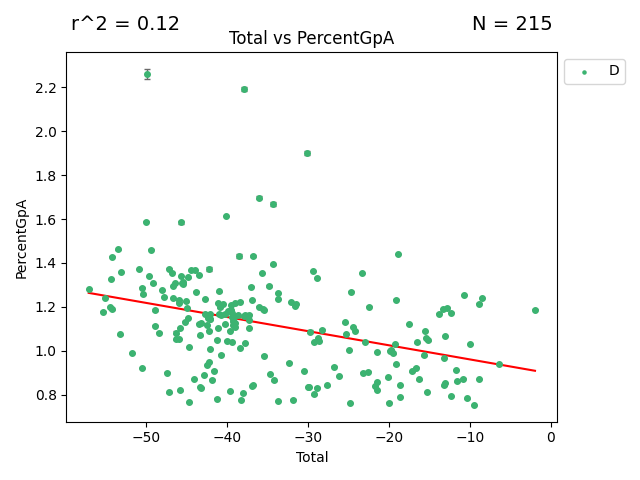 r^2 = 0.12
N = 215
Total vs PercentGpA
D
PercentGpA
2.2
2.0
1.8
1.6
1.4
1.2
1.0
0.8
−50
−40
−30
−20
−10
0
Total